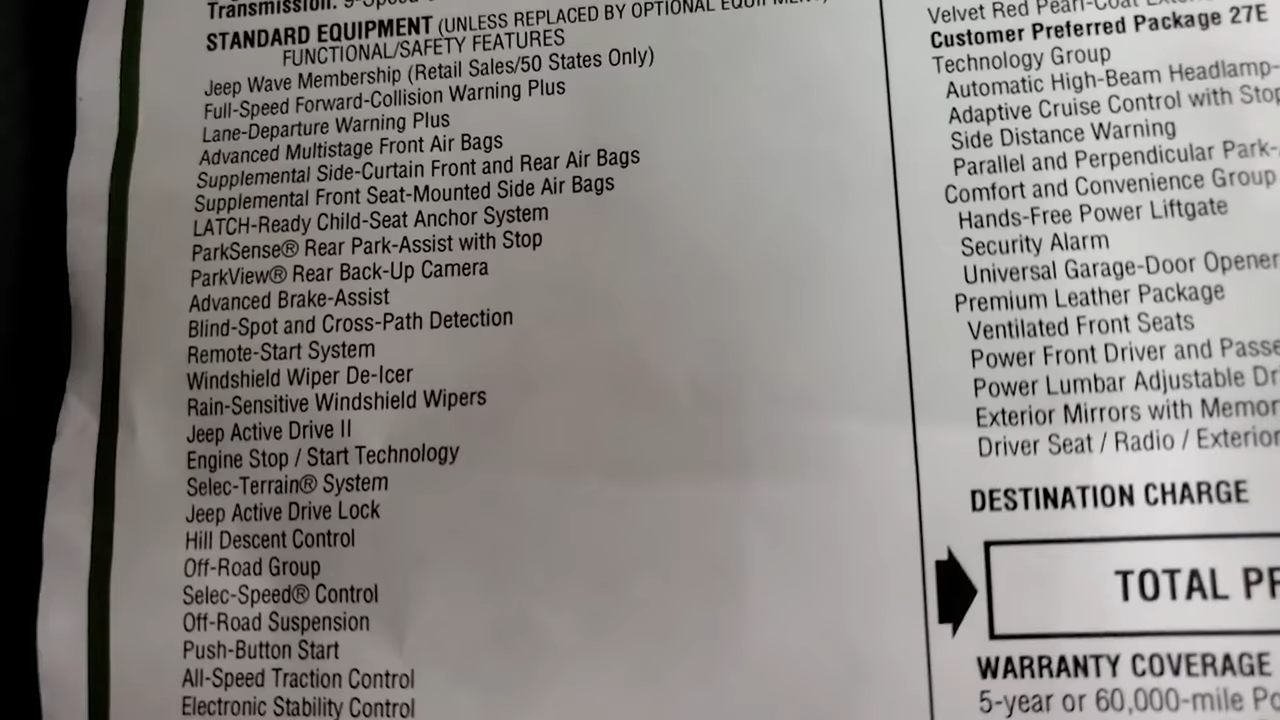 Transmission:
STANDARD EQUIPMENT (UNLESS REPLACED BY OPTIONAL EQUIPMENT)
FUNCTIONAL/SAFETY FEATURES
Jeep Wave Membership (Retail Sales/50 States Only)
Full-Speed Forward-Collision Warning Plus
Lane-Departure Warning Plus
Advanced Multistage Front Air Bags
Supplemental Side-Curtain Front and Rear Air Bags
Supplemental Front Seat-Mounted Side Air Bags
LATCH-Ready Child-Seat Anchor System
ParkSense® Rear Park-Assist with Stop
ParkView® Rear Back-Up Camera
Advanced Brake-Assist
Blind-Spot and Cross-Path Detection
Remote-Start System
Windshield Wiper De-Icer
Rain-Sensitive Windshield Wipers
Jeep Active Drive II
Engine Stop / Start Technology
Selec-Terrain® System
Jeep Active Drive Lock
Hill Descent Control
Off-Road Group
Selec-Speed® Control
Off-Road Suspension
Push-Button Start
All-Speed Traction Control
Electronic Stability Control
Velvet Red Pearl-Coat
Customer Preferred Package 27E
Technology Group
Automatic High-Beam Headlamp-
Adaptive Cruise Control with Stop
Side Distance Warning
Parallel and Perpendicular Park-
Comfort and Convenience Group
Hands-Free Power Liftgate
Security Alarm
Universal Garage-Door Opener
Premium Leather Package
Ventilated Front Seats
Power Front Driver and
Power Lumbar Adjustable
Exterior Mirrors with
Driver Seat / Radio / Exterior
DESTINATION CHARGE
TOTAL
WARRANTY COVERAGE
5-year or 60,000-mile